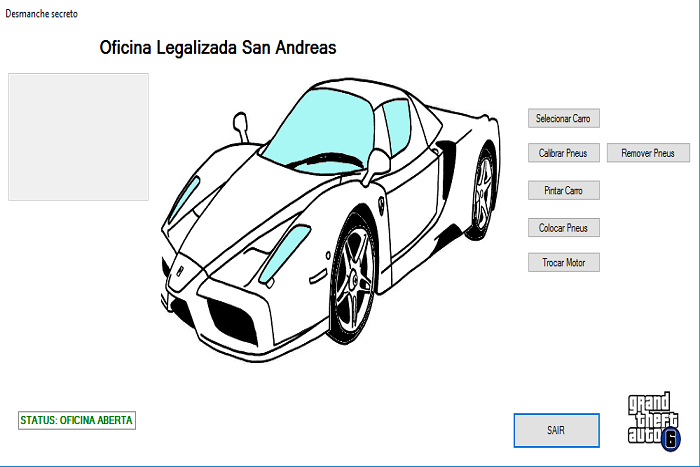 Desmanche secreto
Oficina Legalizada San Andreas
Selecionar Carro
Calibrar Pneus
Remover Pneus
Pintar Carro
Colocar Pneus
Trocar Motor
STATUS: OFICINA ABERTA
SAIR
grand
theft
auto 6